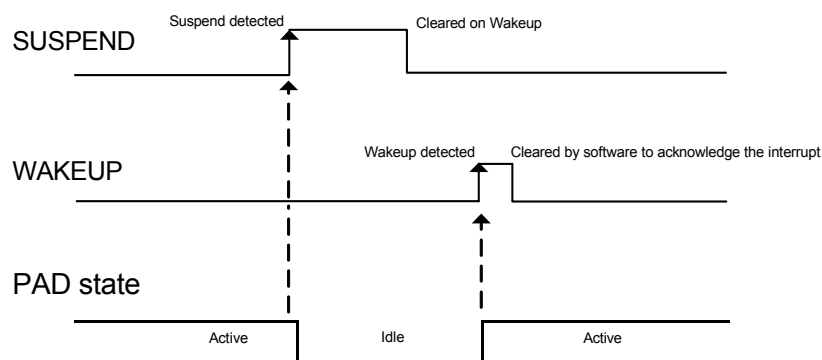 Suspend detected
Cleared on Wakeup
SUSPEND
Wakeup detected
Cleared by software to acknowledge the interrupt
WAKEUP
PAD state
Active
Idle
Active